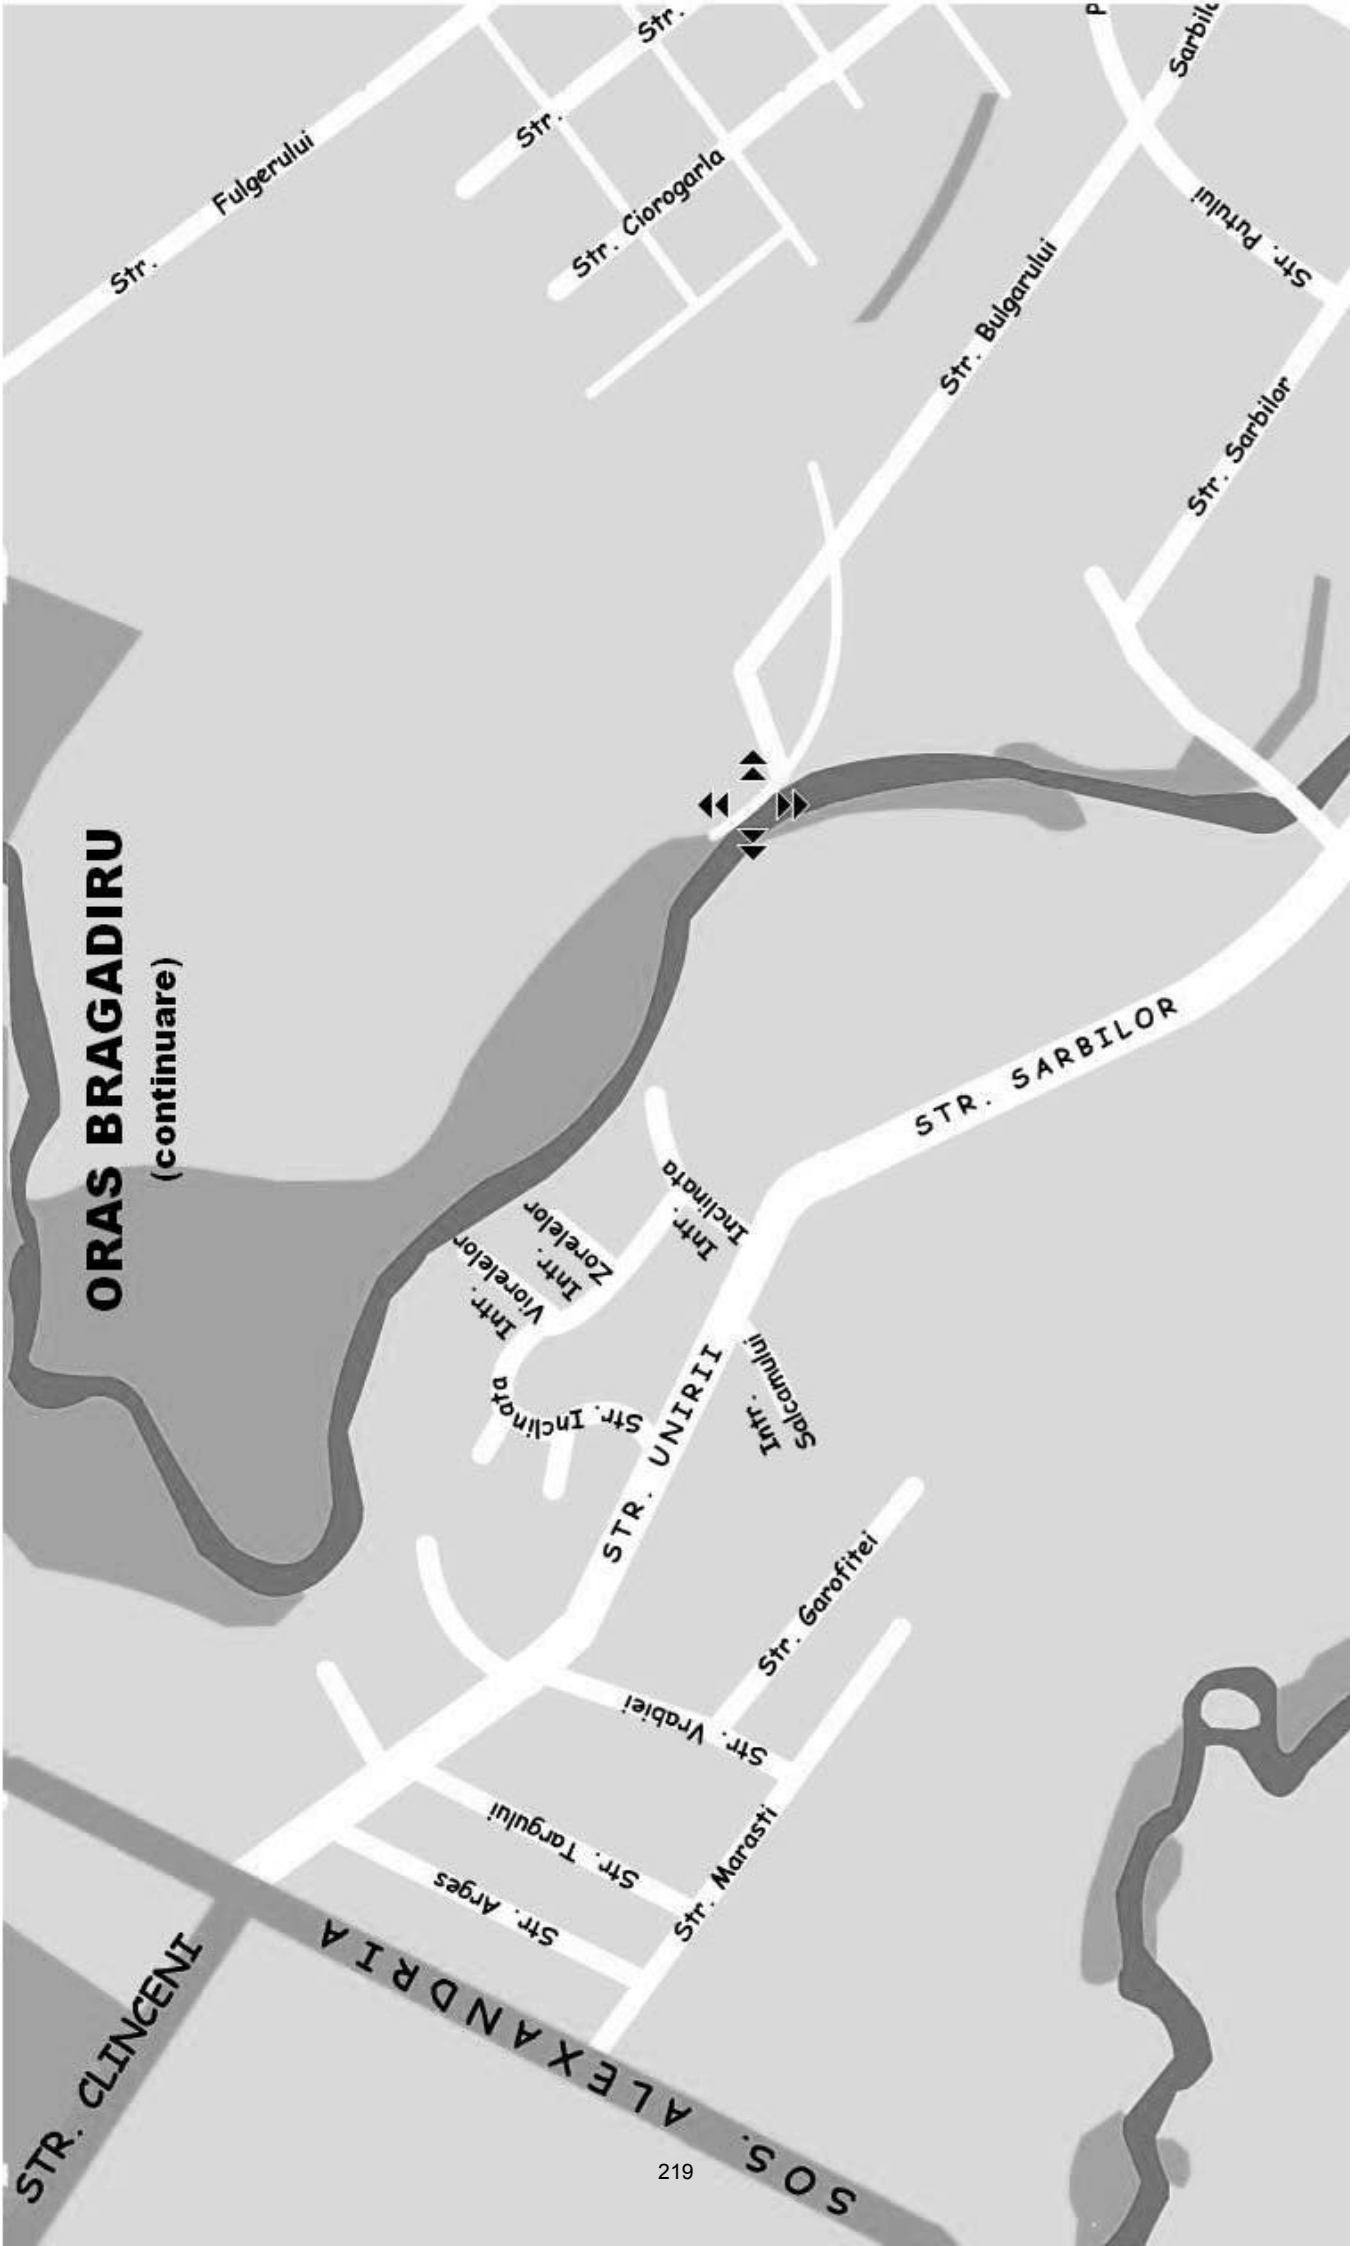 ORAS BRAGADIRU
(continuare)
Str. Fulgerului
Str.
Str.
Str. Ciorogarla
Str. Bulgarului
Sarbil
Str. Putului
Str. Sarbilor
STR. SARBILOR
Intr.
Inclinata
Intr.
Zorelelor
Intr.
Viorelelor
Str. Inclinata
STR. UNIRII
Intr.
Salcamului
Str. Garofitei
Str. Vrabiei
Str. Marasti
Str. Targului
Str. Arges
STR. CLINCENI
SOS. ALEXANDRIA
219